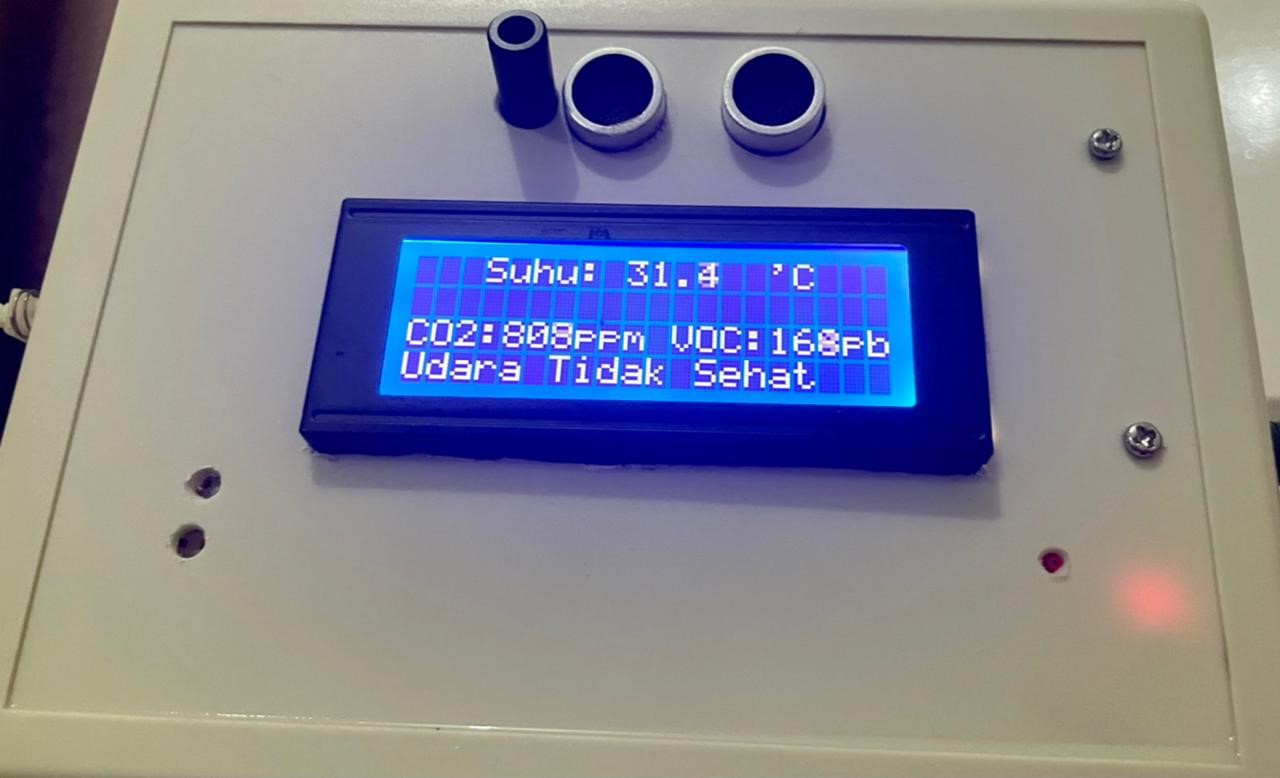 Suhu: 31.4 'C
CO2:808ppm VOC:168pb
Udara Tidak Sehat